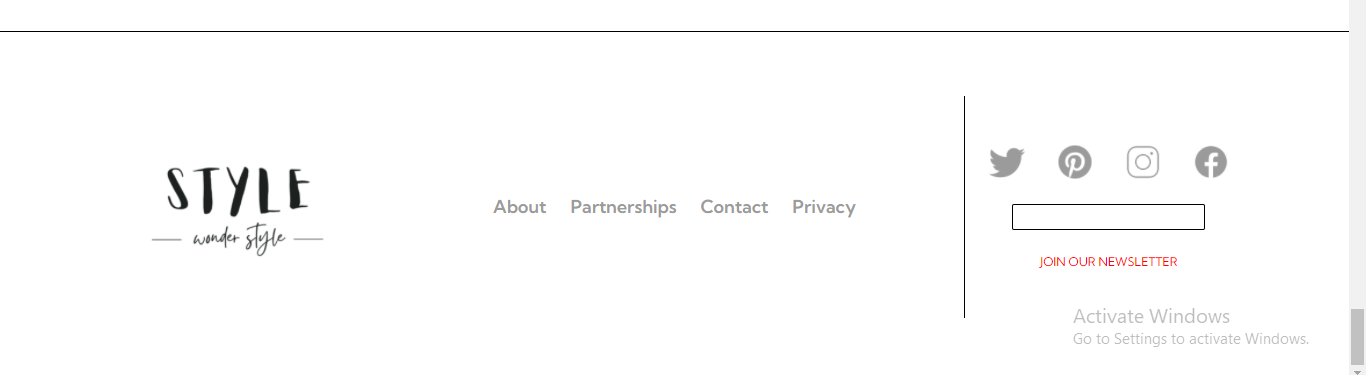 STYLE
wonder style
About Partnerships Contact Privacy
JOIN OUR NEWSLETTER
Activate Windows
Go to Settings to activate Windows.